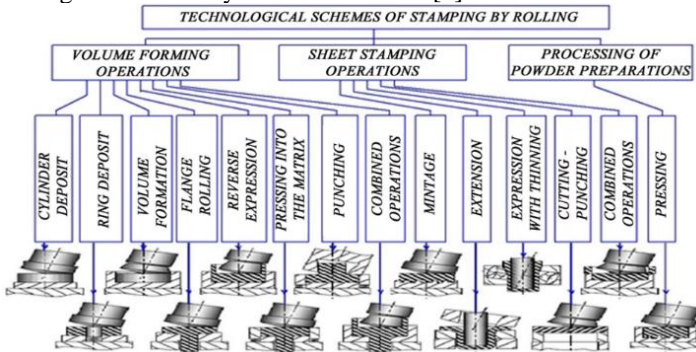 TECHNOLOGICAL SCHEMES OF STAMPING BY ROLLING
VOLUME FORMING
OPERATIONS
SHEET STAMPING
OPERATIONS
PROCESSING OF
POWDER PREPARATIONS
CYLINDER
DEPOSIT
RING DEPOSIT
VOLUME
FORMATION
FLANGE
ROLLING
REVERSE
EXPRESSION
PRESSING INTO
THE MATRIX
PUNCHING
COMBINED
OPERATIONS
MINTAGE
EXTENSION
EXPRESSION
WITH THINNING
CUTTING -
PUNCHING
COMBINED
OPERATIONS
PRESSING